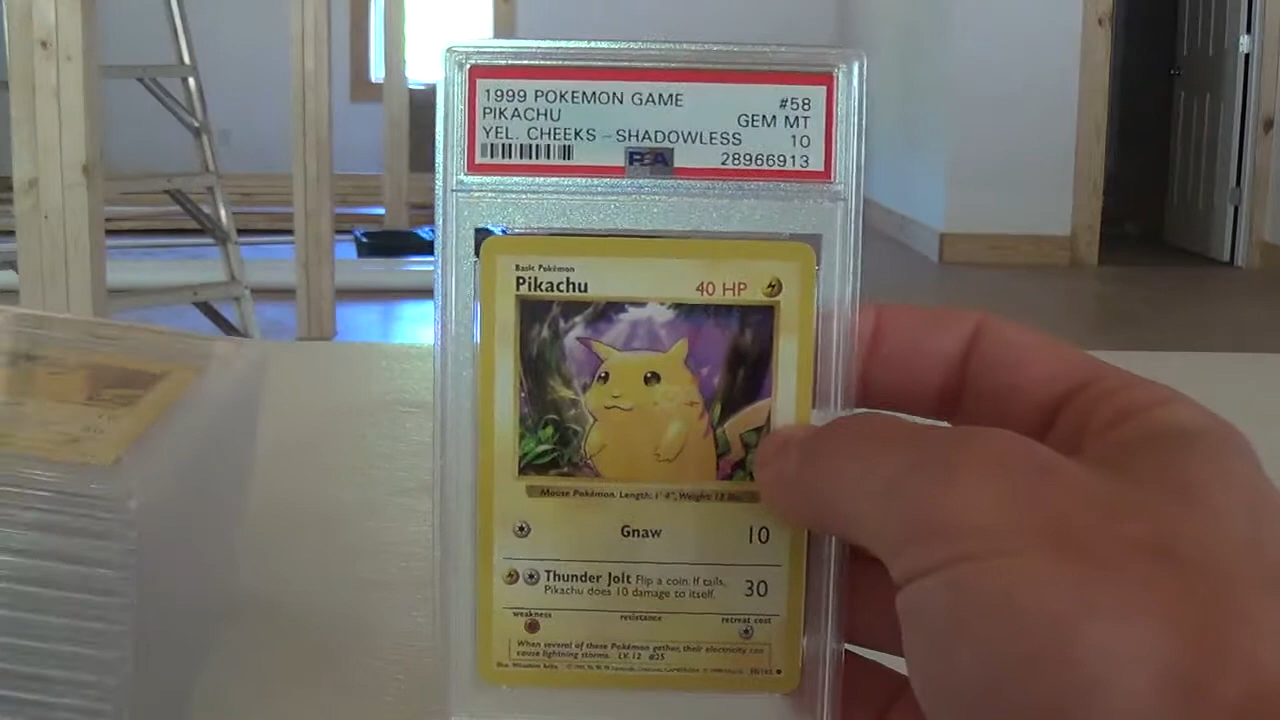 1999 POKEMON GAME #58
PIKACHU GEM MT
YEL. CHEEKS - SHADOWLESS 10
PSA 28966913
Basic Pokémon
Pikachu 40 HP
Mouse Pokémon. Length: 1' 4", Weight: 13 lbs.
Gnaw 10
Thunder Jolt Flip a coin. If tails, Pikachu does 10 damage to itself. 30
weakness resistance retreat cost
When several of these Pokémon gather, their electricity can
cause lightning storms. LV. 12 #25